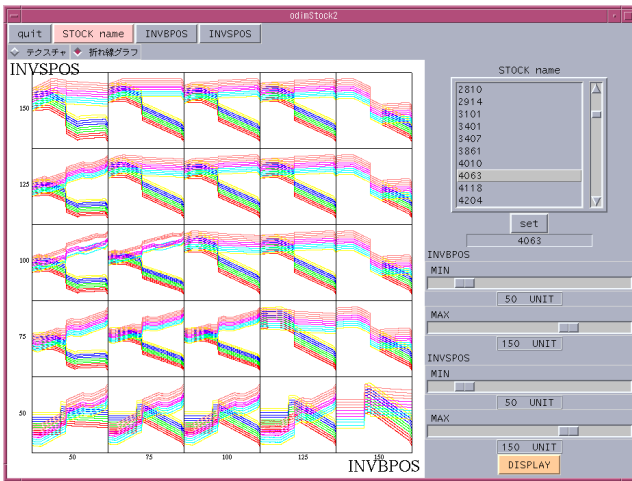 odimStock2
quit STOCK name INVBPOS INVSPOS
テクスチャ 折れ線グラフ
INVSPOS
150
125
100
75
50
50 75 100 125 150
INVBPOS
STOCK name
2810
2914
3101
3401
3407
3861
4010
4063
4118
4204
set
4063
INVBPOS
MIN
50 UNIT
MAX
150 UNIT
INVSPOS
MIN
50 UNIT
MAX
150 UNIT
DISPLAY